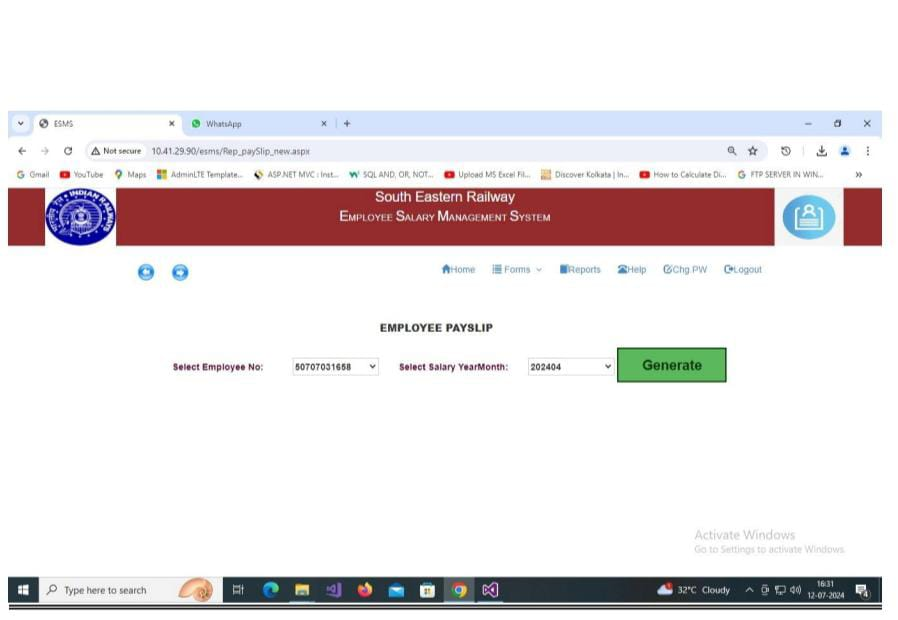 ESMS
WhatsApp
Not secure 10.41.29.90/esms/Rep_paySlip_new.aspx
Gmail YouTube Maps AdminLTE Template... ASP.NET MVC : Inst... SQL AND, OR, NOT... Upload MS Excel Fil... Discover Kolkata | In... How to Calculate Di... FTP SERVER IN WIN...
INDIAN
South Eastern Railway
EMPLOYEE SALARY MANAGEMENT SYSTEM
Home Forms Reports Help Chg PW Logout
EMPLOYEE PAYSLIP
Select Employee No: 50707031658 Select Salary YearMonth: 202404 Generate
Activate Windows
Go to Settings to activate Windows.
Type here to search
32°C Cloudy
16:31
12-07-2024